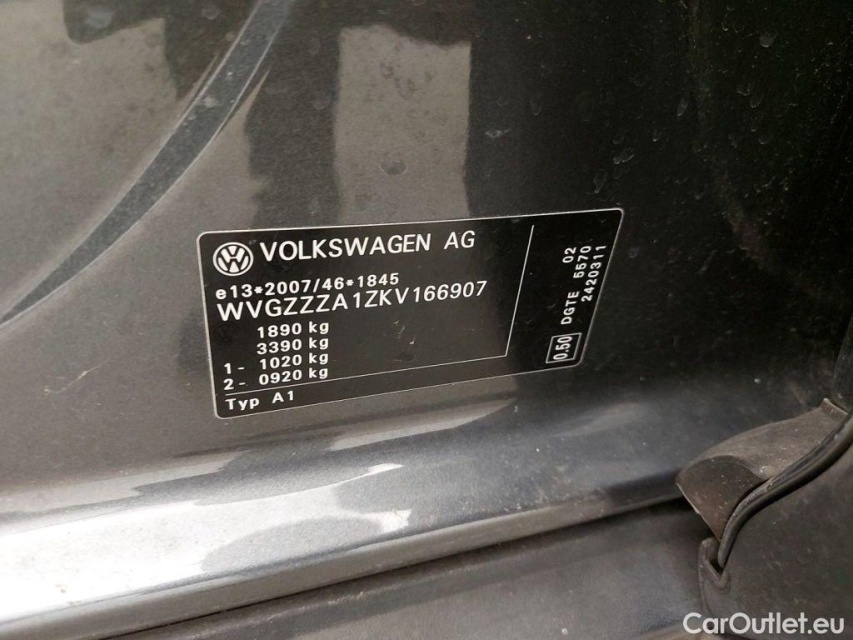 VOLKSWAGEN AG
e13*2007/46*1845
WVGZZZA1ZKV166907
1890 kg
3390 kg
1- 1020 kg
2- 0920 kg
Typ A1
02
DGTE 5570
2420311
0.50
CarOutlet.eu